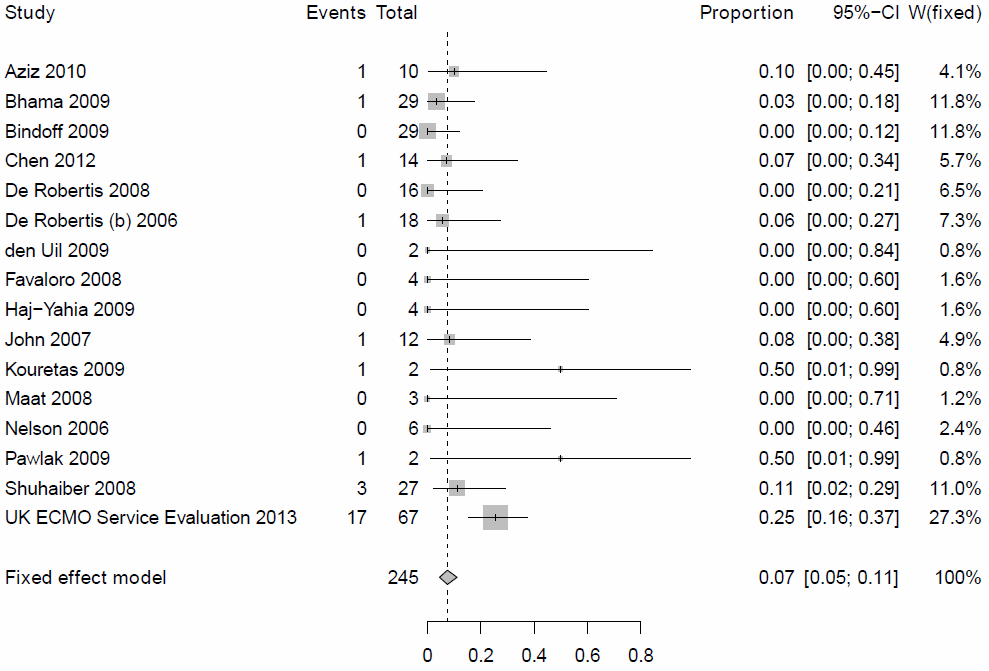 Study Events Total Proportion 95%−CI W(fixed)
Aziz 2010 1 10 0.10 [0.00; 0.45] 4.1%
Bhama 2009 1 29 0.03 [0.00; 0.18] 11.8%
Bindoff 2009 0 29 0.00 [0.00; 0.12] 11.8%
Chen 2012 1 14 0.07 [0.00; 0.34] 5.7%
De Robertis 2008 0 16 0.00 [0.00; 0.21] 6.5%
De Robertis (b) 2006 1 18 0.06 [0.00; 0.27] 7.3%
den Uil 2009 0 2 0.00 [0.00; 0.84] 0.8%
Favaloro 2008 0 4 0.00 [0.00; 0.60] 1.6%
Haj−Yahia 2009 0 4 0.00 [0.00; 0.60] 1.6%
John 2007 1 12 0.08 [0.00; 0.38] 4.9%
Kouretas 2009 1 2 0.50 [0.01; 0.99] 0.8%
Maat 2008 0 3 0.00 [0.00; 0.71] 1.2%
Nelson 2006 0 6 0.00 [0.00; 0.46] 2.4%
Pawlak 2009 1 2 0.50 [0.01; 0.99] 0.8%
Shuhaiber 2008 3 27 0.11 [0.02; 0.29] 11.0%
UK ECMO Service Evaluation 2013 17 67 0.25 [0.16; 0.37] 27.3%
Fixed effect model 245 0.07 [0.05; 0.11] 100%
0 0.2 0.4 0.6 0.8